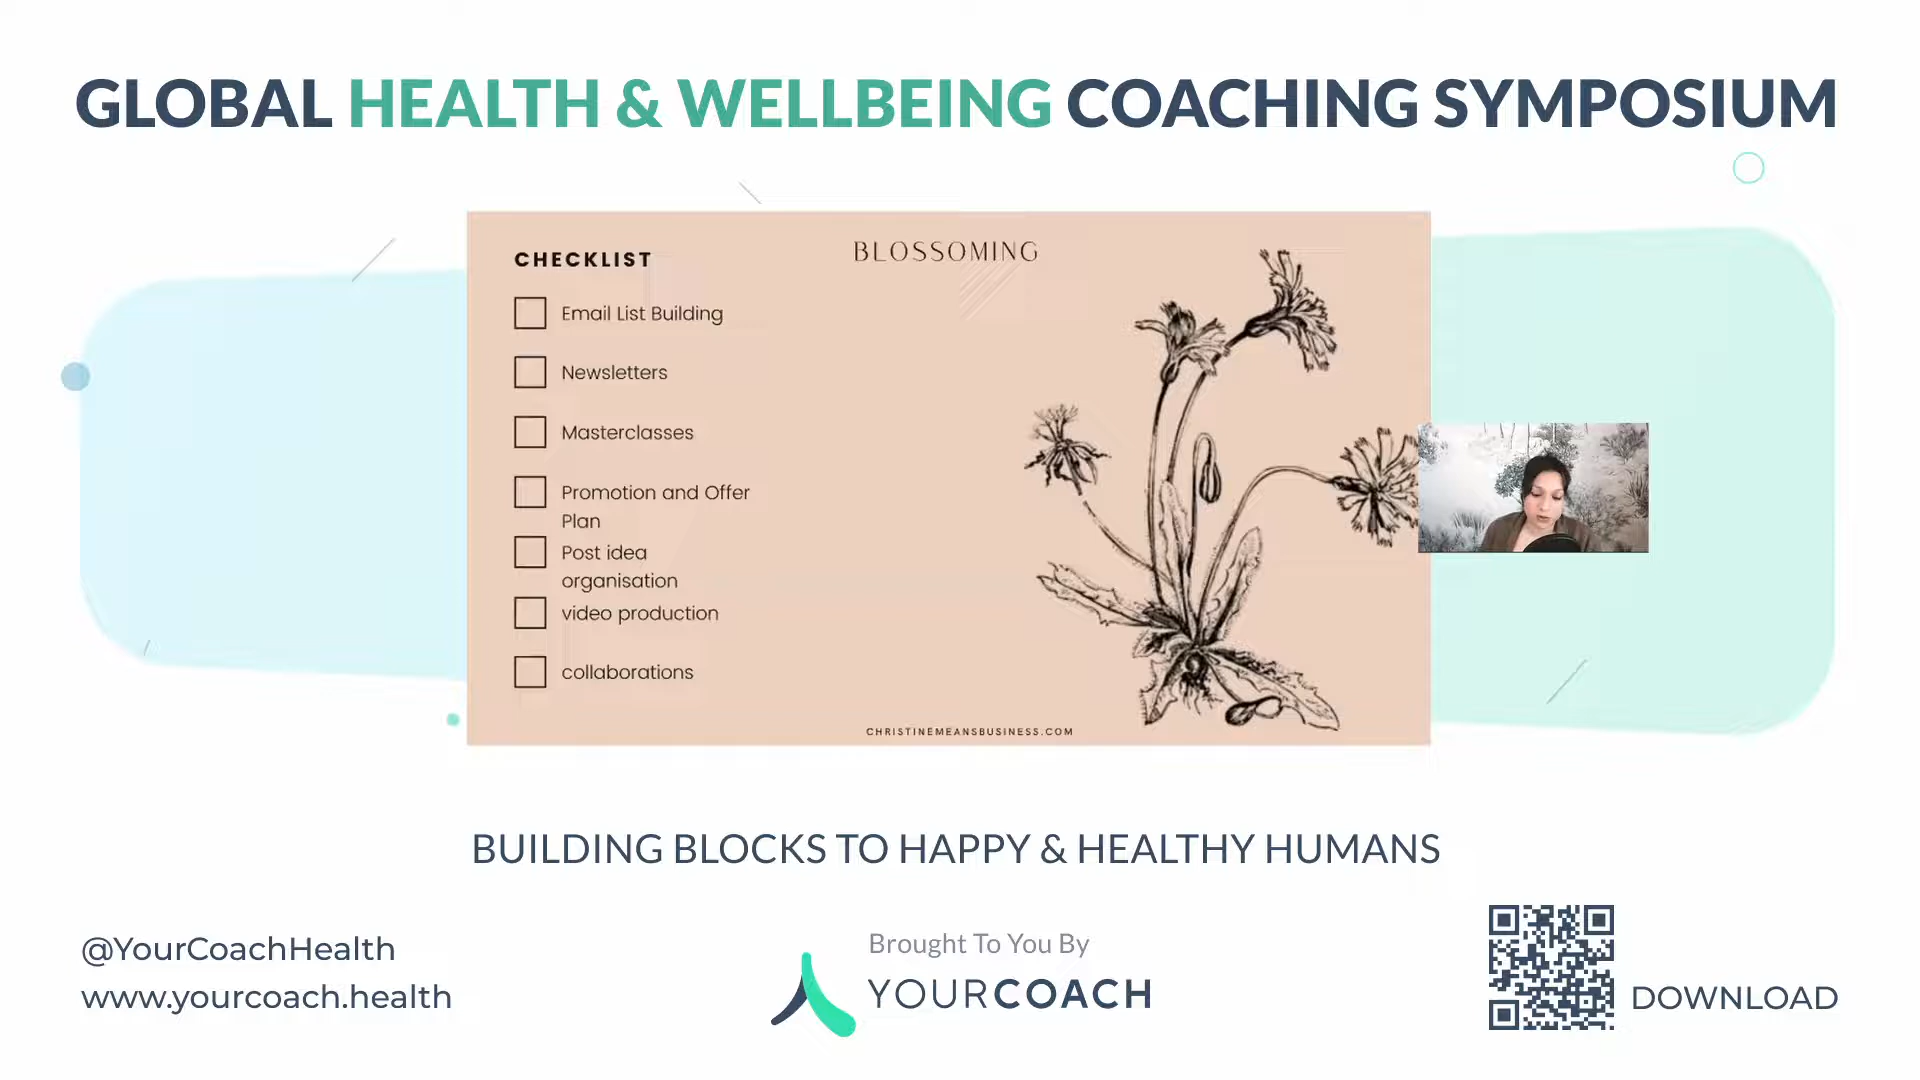 GLOBAL HEALTH & WELLBEING COACHING SYMPOSIUM
BLOSSOMING
CHECKLIST
Email List Building
Newsletters
Masterclasses
Promotion and Offer
Plan
Post idea
organisation
video production
collaborations
CHRISTINEMEANSBUSINESS.COM
BUILDING BLOCKS TO HAPPY & HEALTHY HUMANS
@YourCoachHealth
www.yourcoach.health
Brought To You By
YOURCOACH
DOWNLOAD